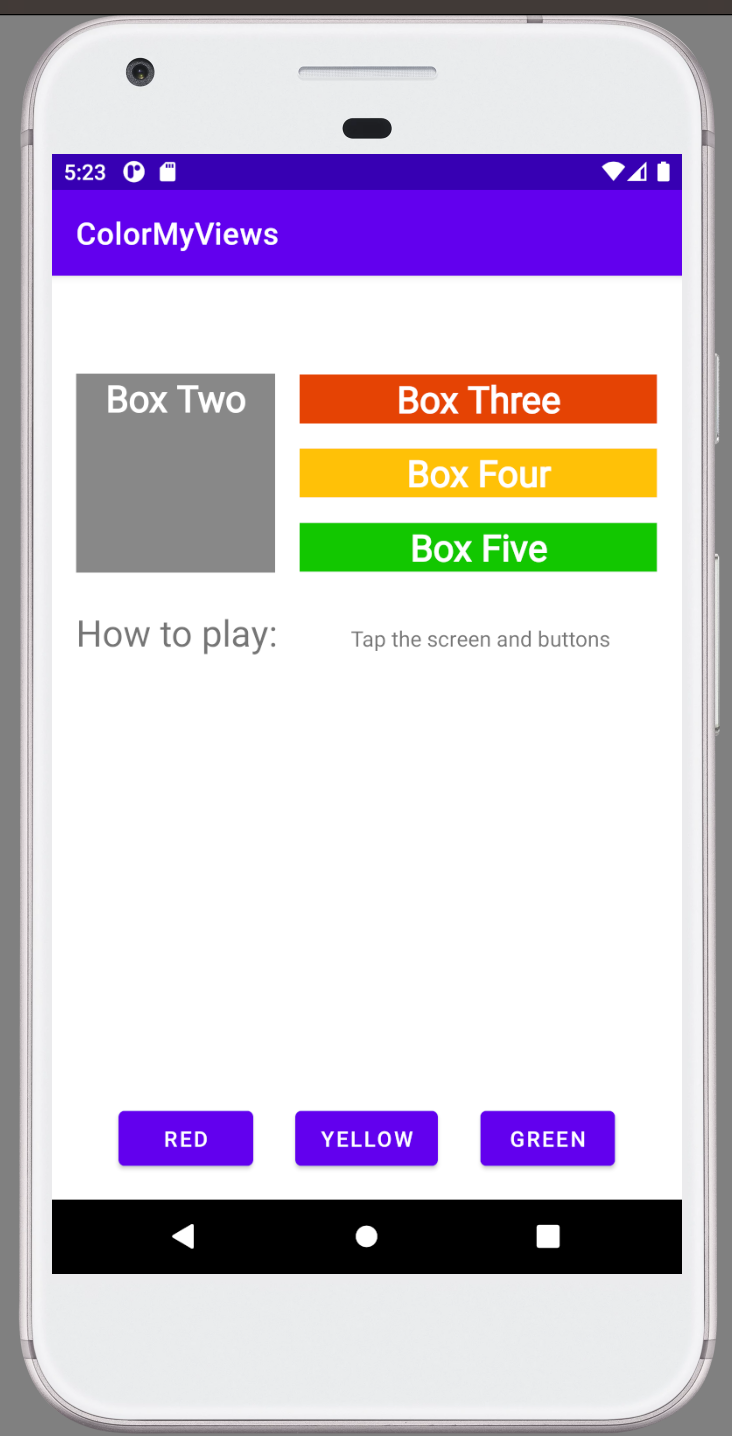 5:23
ColorMyViews
Box Two
Box Three
Box Four
Box Five
How to play:
Tap the screen and buttons
RED
YELLOW
GREEN